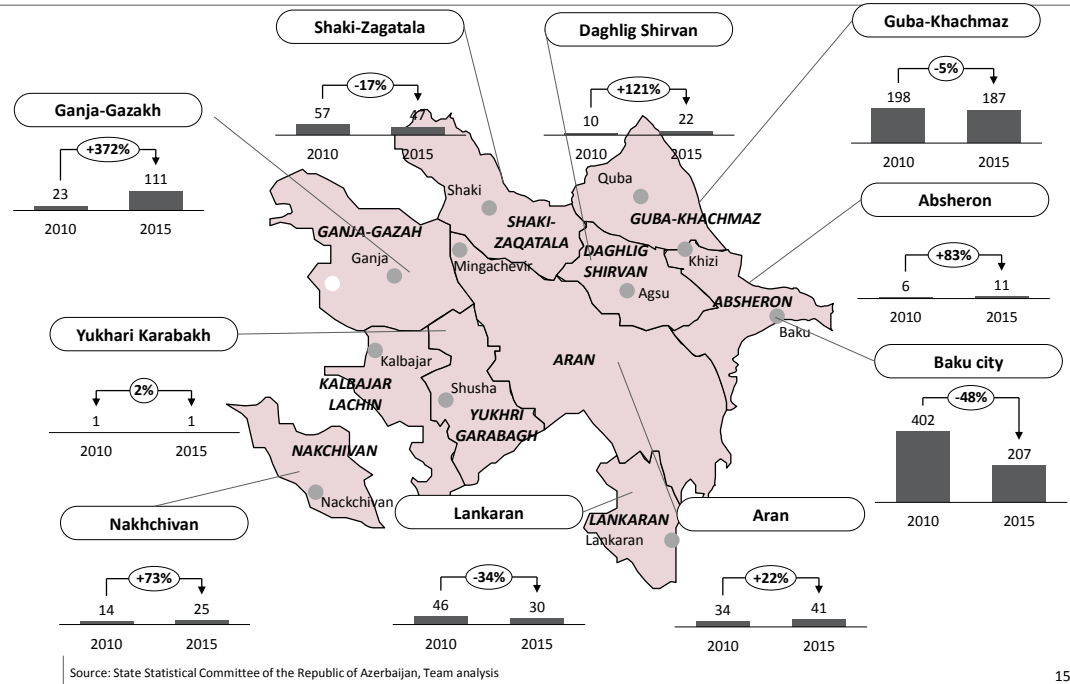 Shaki-Zagatala
-17%
57
47
2010
2015
Daghlig Shirvan
+121%
10
22
2010
2015
Guba-Khachmaz
-5%
198
187
2010
2015
Ganja-Gazakh
+372%
23
111
2010
2015
Absheron
+83%
6
11
2010
2015
Yukhari Karabakh
2%
1
1
2010
2015
Baku city
-48%
402
207
2010
2015
Shaki
SHAKI-
ZAQATALA
Quba
GUBA-KHACHMAZ
GANJA-GAZAH
Ganja
Mingachevir
DAGHLIG
SHIRVAN
Khizi
Agsu
ABSHERON
Baku
ARAN
Kalbajar
KALBAJAR
LACHIN
Shusha
YUKHRI
GARABAGH
NAKCHIVAN
Nackchivan
LANKARAN
Lankaran
Nakhchivan
+73%
14
25
2010
2015
Lankaran
-34%
46
30
2010
2015
Aran
+22%
34
41
2010
2015
Source: State Statistical Committee of the Republic of Azerbaijan, Team analysis
15